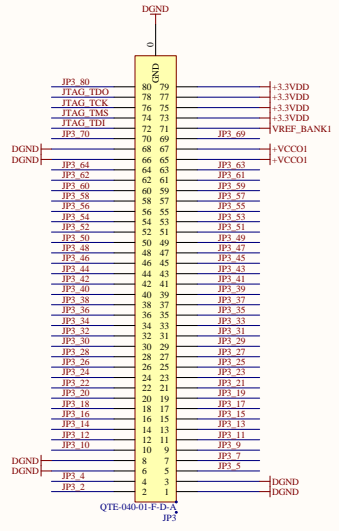 DGND
0
GND
JP3_80 80 79 +3.3VDD
JTAG_TDO 78 77 +3.3VDD
JTAG_TCK 76 75 +3.3VDD
JTAG_TMS 74 73 +3.3VDD
JTAG_TDI 72 71 VREF_BANK1
JP3_70 70 69 JP3_69
DGND 68 67 +VCCO1
DGND 66 65 +VCCO1
JP3_64 64 63 JP3_63
JP3_62 62 61 JP3_61
JP3_60 60 59 JP3_59
JP3_58 58 57 JP3_57
JP3_56 56 55 JP3_55
JP3_54 54 53 JP3_53
JP3_52 52 51 JP3_51
JP3_50 50 49 JP3_49
JP3_48 48 47 JP3_47
JP3_46 46 45 JP3_45
JP3_44 44 43 JP3_43
JP3_42 42 41 JP3_41
JP3_40 40 39 JP3_39
JP3_38 38 37 JP3_37
JP3_36 36 35 JP3_35
JP3_34 34 33 JP3_33
JP3_32 32 31 JP3_31
JP3_30 30 29 JP3_29
JP3_28 28 27 JP3_27
JP3_26 26 25 JP3_25
JP3_24 24 23 JP3_23
JP3_22 22 21 JP3_21
JP3_20 20 19 JP3_19
JP3_18 18 17 JP3_17
JP3_16 16 15 JP3_15
JP3_14 14 13 JP3_13
JP3_12 12 11 JP3_11
JP3_10 10 9 JP3_9
DGND 8 7 JP3_7
DGND 6 5 JP3_5
JP3_4 4 3 DGND
JP3_2 2 1 DGND
QTE-040-01-F-D-A
JP3